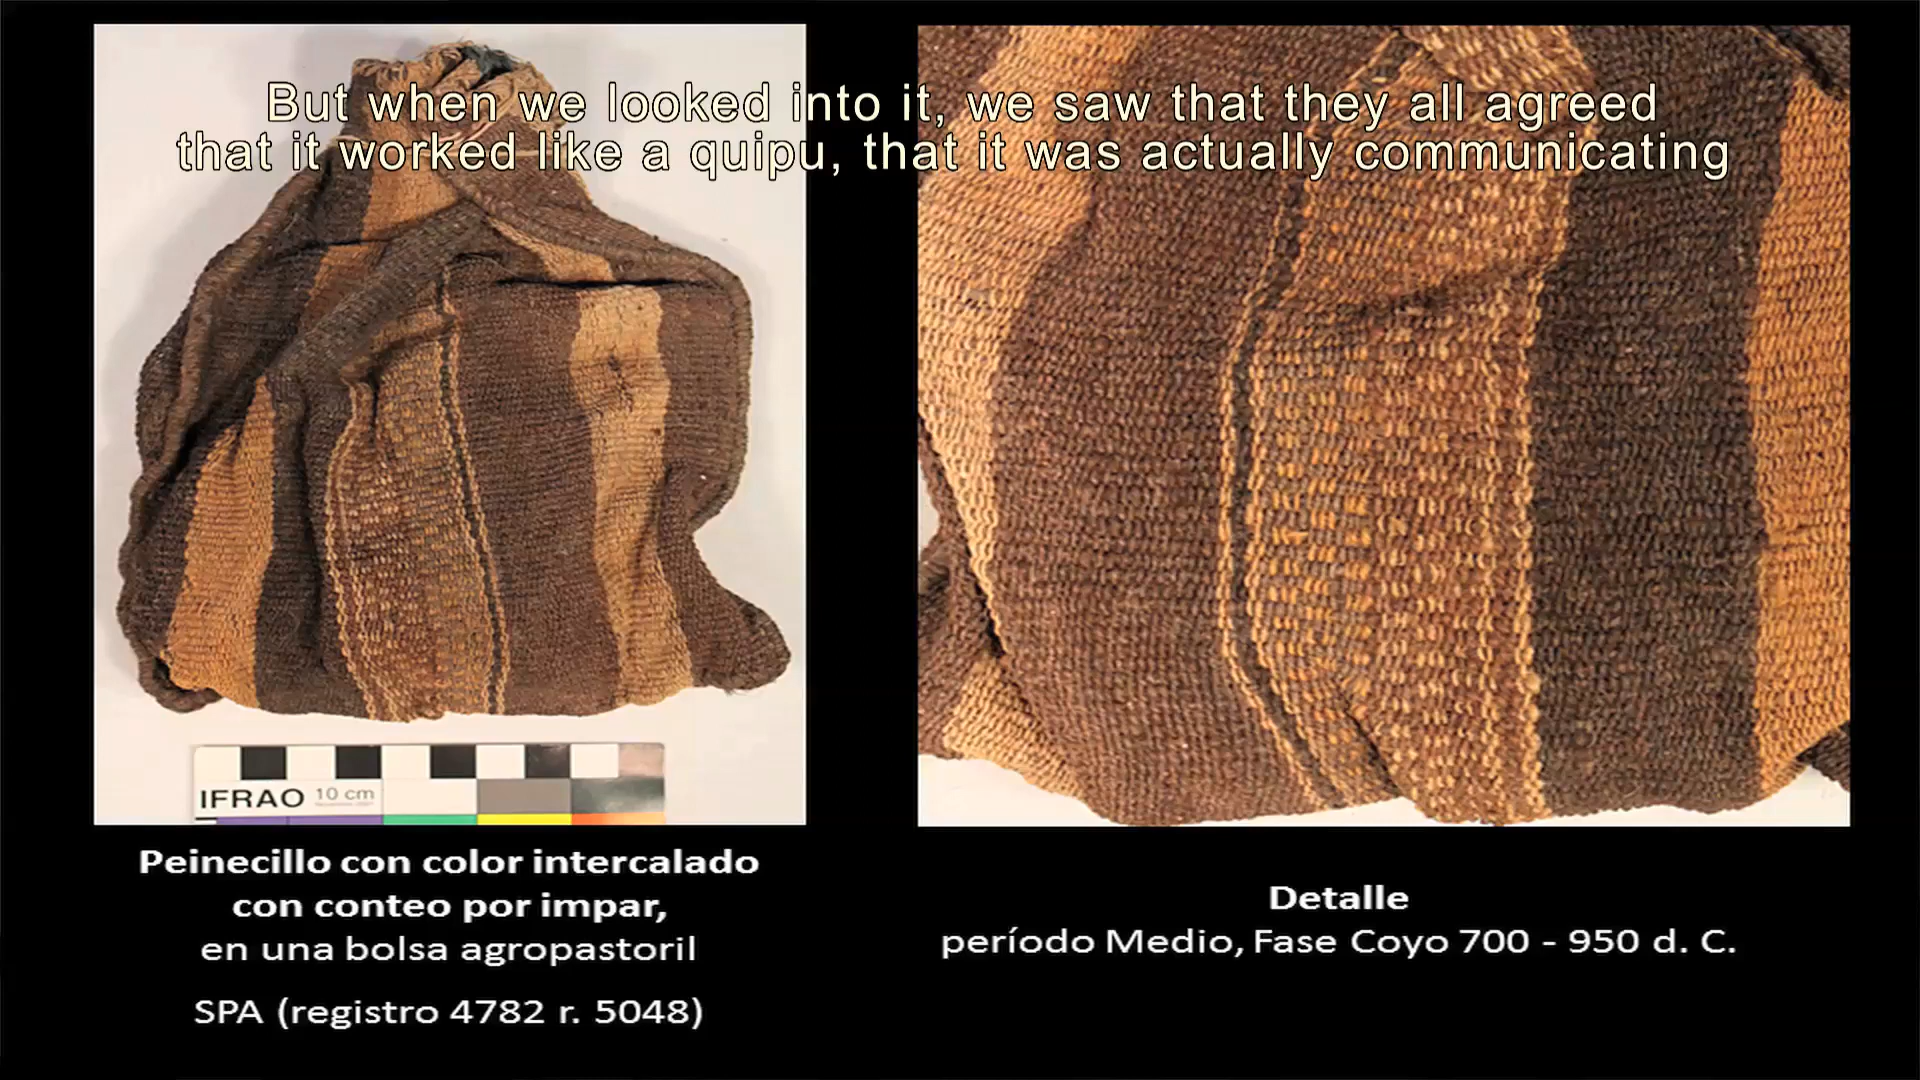 But when we looked into it, we saw that they all agreed
that it worked like a quipu, that it was actually communicating
IFRAO 10 cm
Peinecillo con color intercalado
con conteo por impar,
en una bolsa agropastoril
SPA (registro 4782 r. 5048)
Detalle
período Medio, Fase Coyo 700 - 950 d. C.